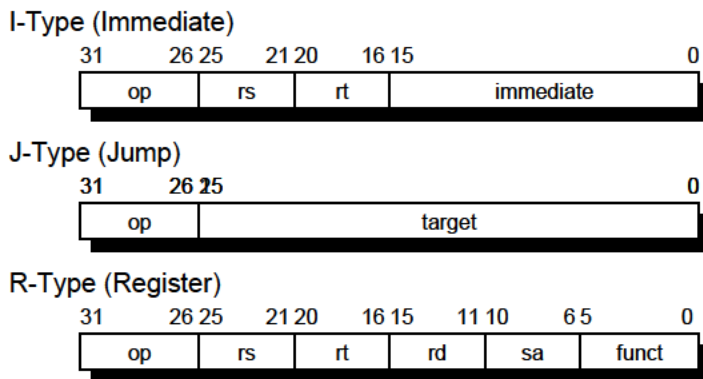 I-Type (Immediate)
31 26 25 21 20 16 15 0
op rs rt immediate
J-Type (Jump)
31 26 25 0
op target
R-Type (Register)
31 26 25 21 20 16 15 11 10 6 5 0
op rs rt rd sa funct